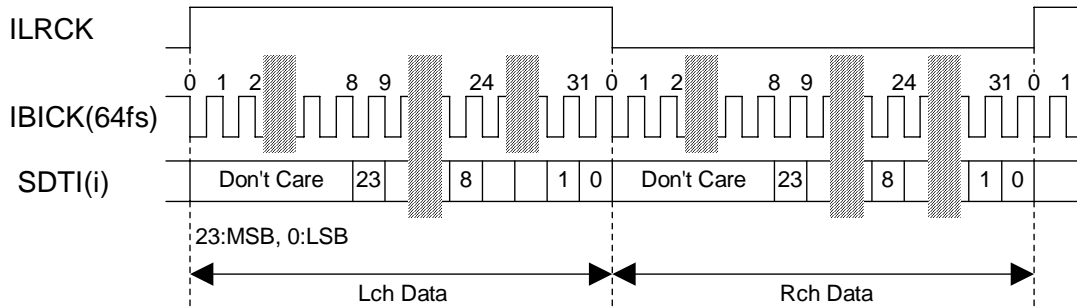 ILRCK
0 1 2 8 9 24 31 0 1 2 8 9 24 31 0 1
IBICK(64fs)
SDTI(i) Don't Care 23 8 1 0 Don't Care 23 8 1 0
23:MSB, 0:LSB
Lch Data Rch Data